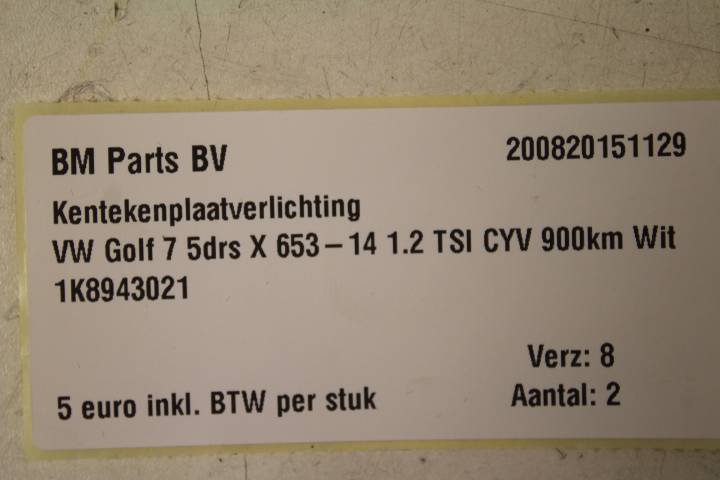 BM Parts BV 200820151129
Kentekenplaatverlichting
VW Golf 7 5drs X 653-14 1.2 TSI CYV 900km Wit
1K8943021
Verz: 8
5 euro inkl. BTW per stuk Aantal: 2